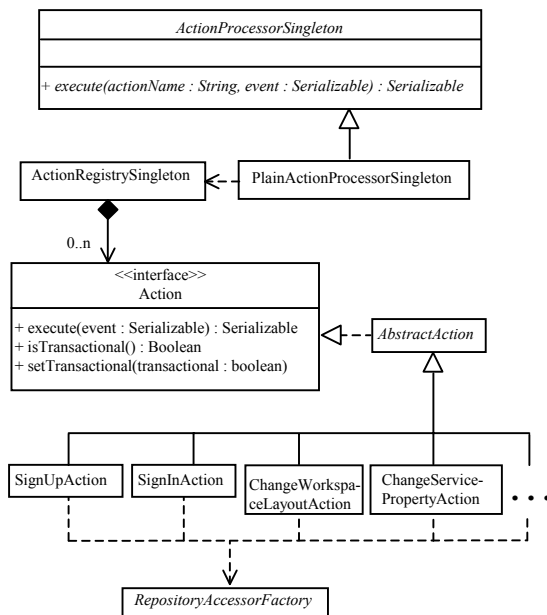 ActionProcessorSingleton
+ execute(actionName : String, event : Serializable) : Serializable
ActionRegistrySingleton
PlainActionProcessorSingleton
0..n
<<interface>>
Action
+ execute(event : Serializable) : Serializable
+ isTransactional() : Boolean
+ setTransactional(transactional : boolean)
AbstractAction
SignUpAction
SignInAction
ChangeWorkspa-
ceLayoutAction
ChangeService-
PropertyAction
...
RepositoryAccessorFactory